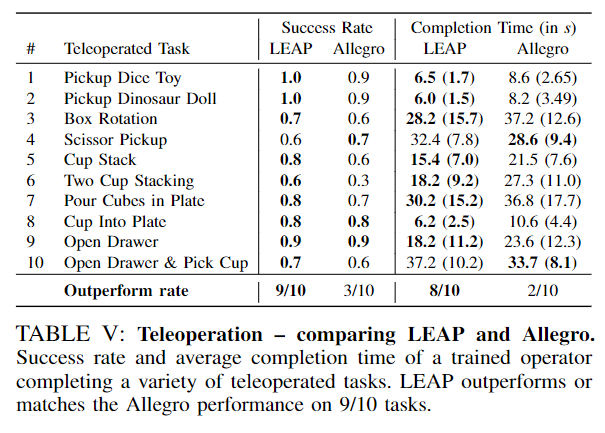 Success Rate Completion Time (in s)
# Teleoperated Task LEAP Allegro LEAP Allegro
1 Pickup Dice Toy 1.0 0.9 6.5 (1.7) 8.6 (2.65)
2 Pickup Dinosaur Doll 1.0 0.9 6.0 (1.5) 8.2 (3.49)
3 Box Rotation 0.7 0.6 28.2 (15.7) 37.2 (12.6)
4 Scissor Pickup 0.6 0.7 32.4 (7.8) 28.6 (9.4)
5 Cup Stack 0.8 0.6 15.4 (7.0) 21.5 (7.6)
6 Two Cup Stacking 0.6 0.3 18.2 (9.2) 27.3 (11.0)
7 Pour Cubes in Plate 0.8 0.7 30.2 (15.2) 36.8 (17.7)
8 Cup Into Plate 0.8 0.8 6.2 (2.5) 10.6 (4.4)
9 Open Drawer 0.9 0.9 18.2 (11.2) 23.6 (12.3)
10 Open Drawer & Pick Cup 0.7 0.6 37.2 (10.2) 33.7 (8.1)
Outperform rate 9/10 3/10 8/10 2/10
TABLE V: Teleoperation – comparing LEAP and Allegro.
Success rate and average completion time of a trained operator
completing a variety of teleoperated tasks. LEAP outperforms or
matches the Allegro performance on 9/10 tasks.